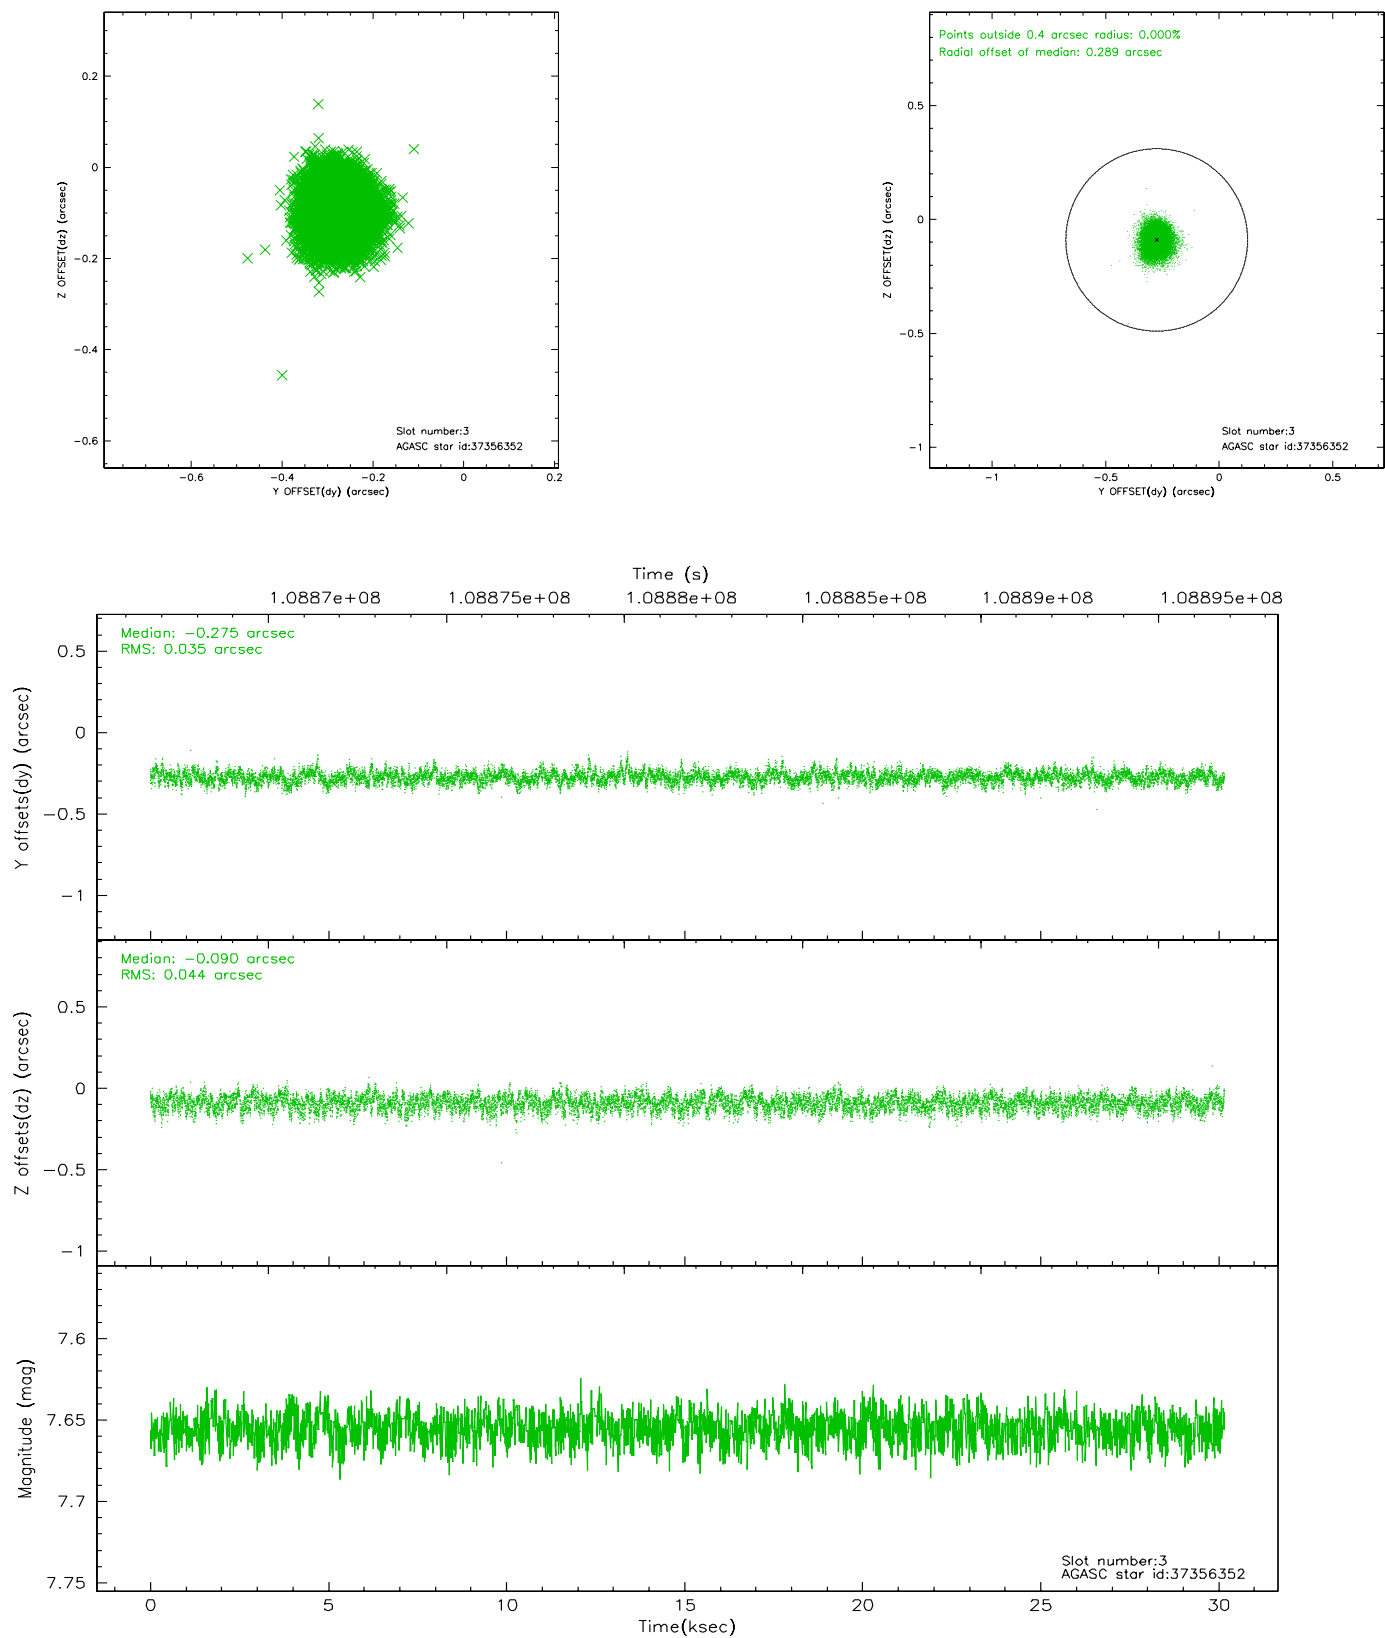 0.2
0
−0.2
−0.4
−0.6
Z OFFSET(dz) (arcsec)
Slot number:3
AGASC star id:37356352
−0.6 −0.4 −0.2 0 0.2
Y OFFSET(dy) (arcsec)
Points outside 0.4 arcsec radius: 0.000%
Radial offset of median: 0.289 arcsec
0.5
0
−0.5
−1
Z OFFSET(dz) (arcsec)
Slot number:3
AGASC star id:37356352
−1 −0.5 0 0.5
Y OFFSET(dy) (arcsec)
Time (s)
1.0887e+08 1.08875e+08 1.0888e+08 1.08885e+08 1.0889e+08 1.08895e+08
Median: −0.275 arcsec
RMS: 0.035 arcsec
0.5
0
−0.5
−1
Y offsets(dy) (arcsec)
Median: −0.090 arcsec
RMS: 0.044 arcsec
0.5
0
−0.5
−1
Z offsets(dz) (arcsec)
7.6
7.65
7.7
7.75
Magnitude (mag)
Slot number:3
AGASC star id:37356352
0 5 10 15 20 25 30
Time(ksec)